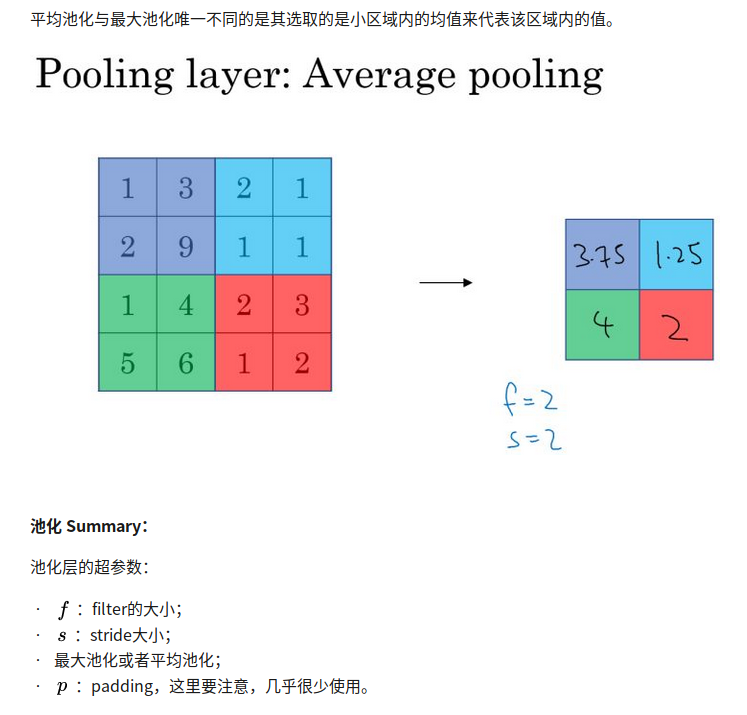 平均池化与最大池化唯一不同的是其选取的是小区域内的均值来代表该区域内的值。
Pooling layer: Average pooling
1 3 2 1
2 9 1 1
1 4 2 3
5 6 1 2
3.75 1.25
4 2
f=2
s=2
池化 Summary：
池化层的超参数：
· f ：filter的大小；
· s ：stride大小；
· 最大池化或者平均池化；
· p ：padding，这里要注意，几乎很少使用。